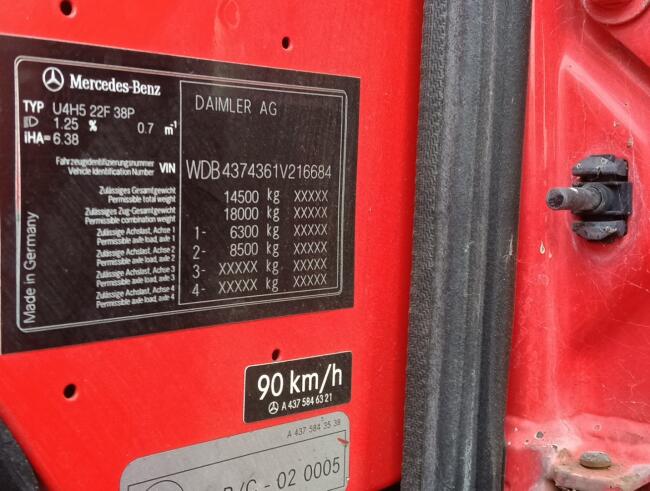 Mercedes-Benz
TYP U4H5 22F 38P
1.25 % 0.7 m⁻¹
iHA= 6.38
DAIMLER AG
Fahrzeugidentifizierungsnummer
Vehicle Identification Number VIN WDB4374361V216684
Zulässiges Gesamtgewicht
Permissible total weight 14500 kg XXXXX
Zulässiges Zug-Gesamtgewicht
Permissible combination weight 18000 kg XXXXX
Zulässige Achslast, Achse 1
Permissible axle load, axle 1 1- 6300 kg XXXXX
Zulässige Achslast, Achse 2
Permissible axle load, axle 2 2- 8500 kg XXXXX
Zulässige Achslast, Achse 3
Permissible axle load, axle 3 3- XXXXX kg XXXXX
Zulässige Achslast, Achse 4
Permissible axle load, axle 4 4- XXXXX kg XXXXX
Made in Germany
90 km/h
A 437 584 63 21
A 437 584 35 38
- 02 0005